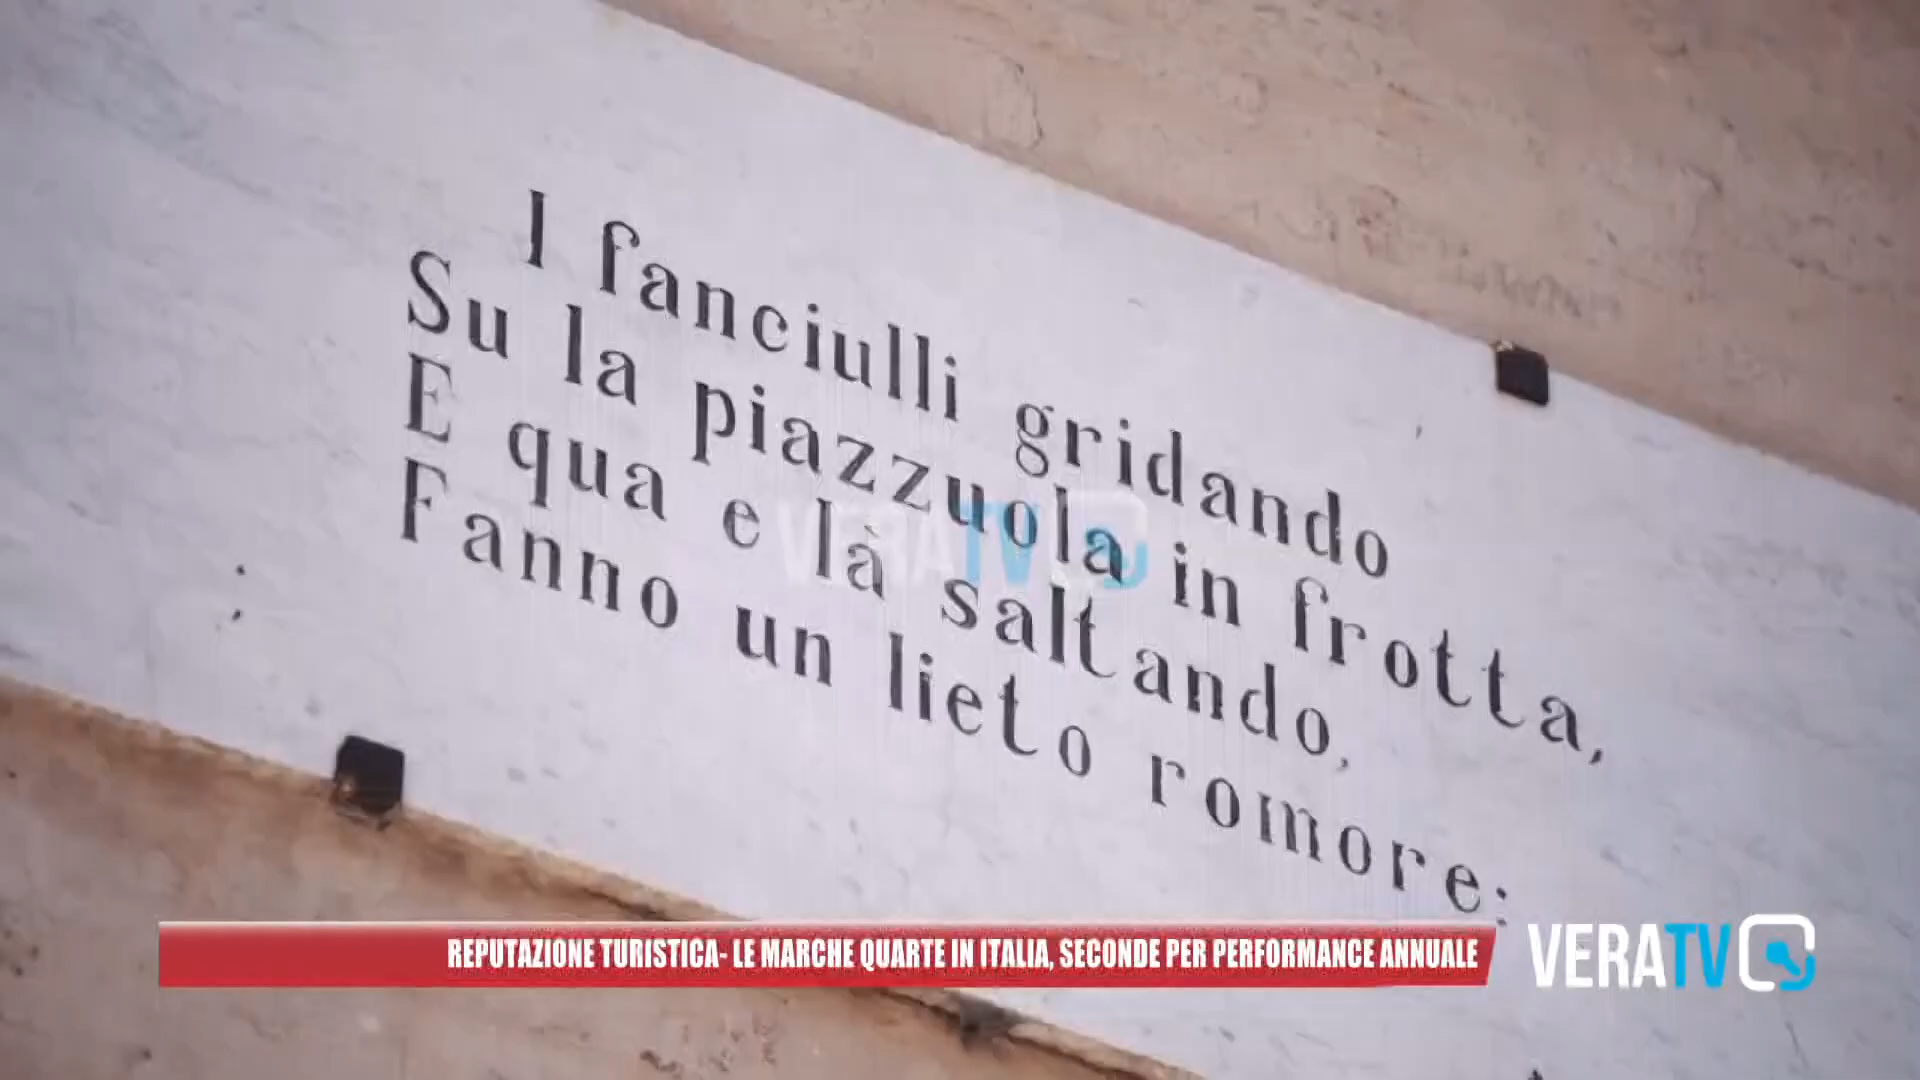 I fanciulli gridando
Su la piazzuola in frotta,
E qua e là saltando,
Fanno un lieto romore:
VERATV
REPUTAZIONE TURISTICA- LE MARCHE QUARTE IN ITALIA, SECONDE PER PERFORMANCE ANNUALE
VERATV